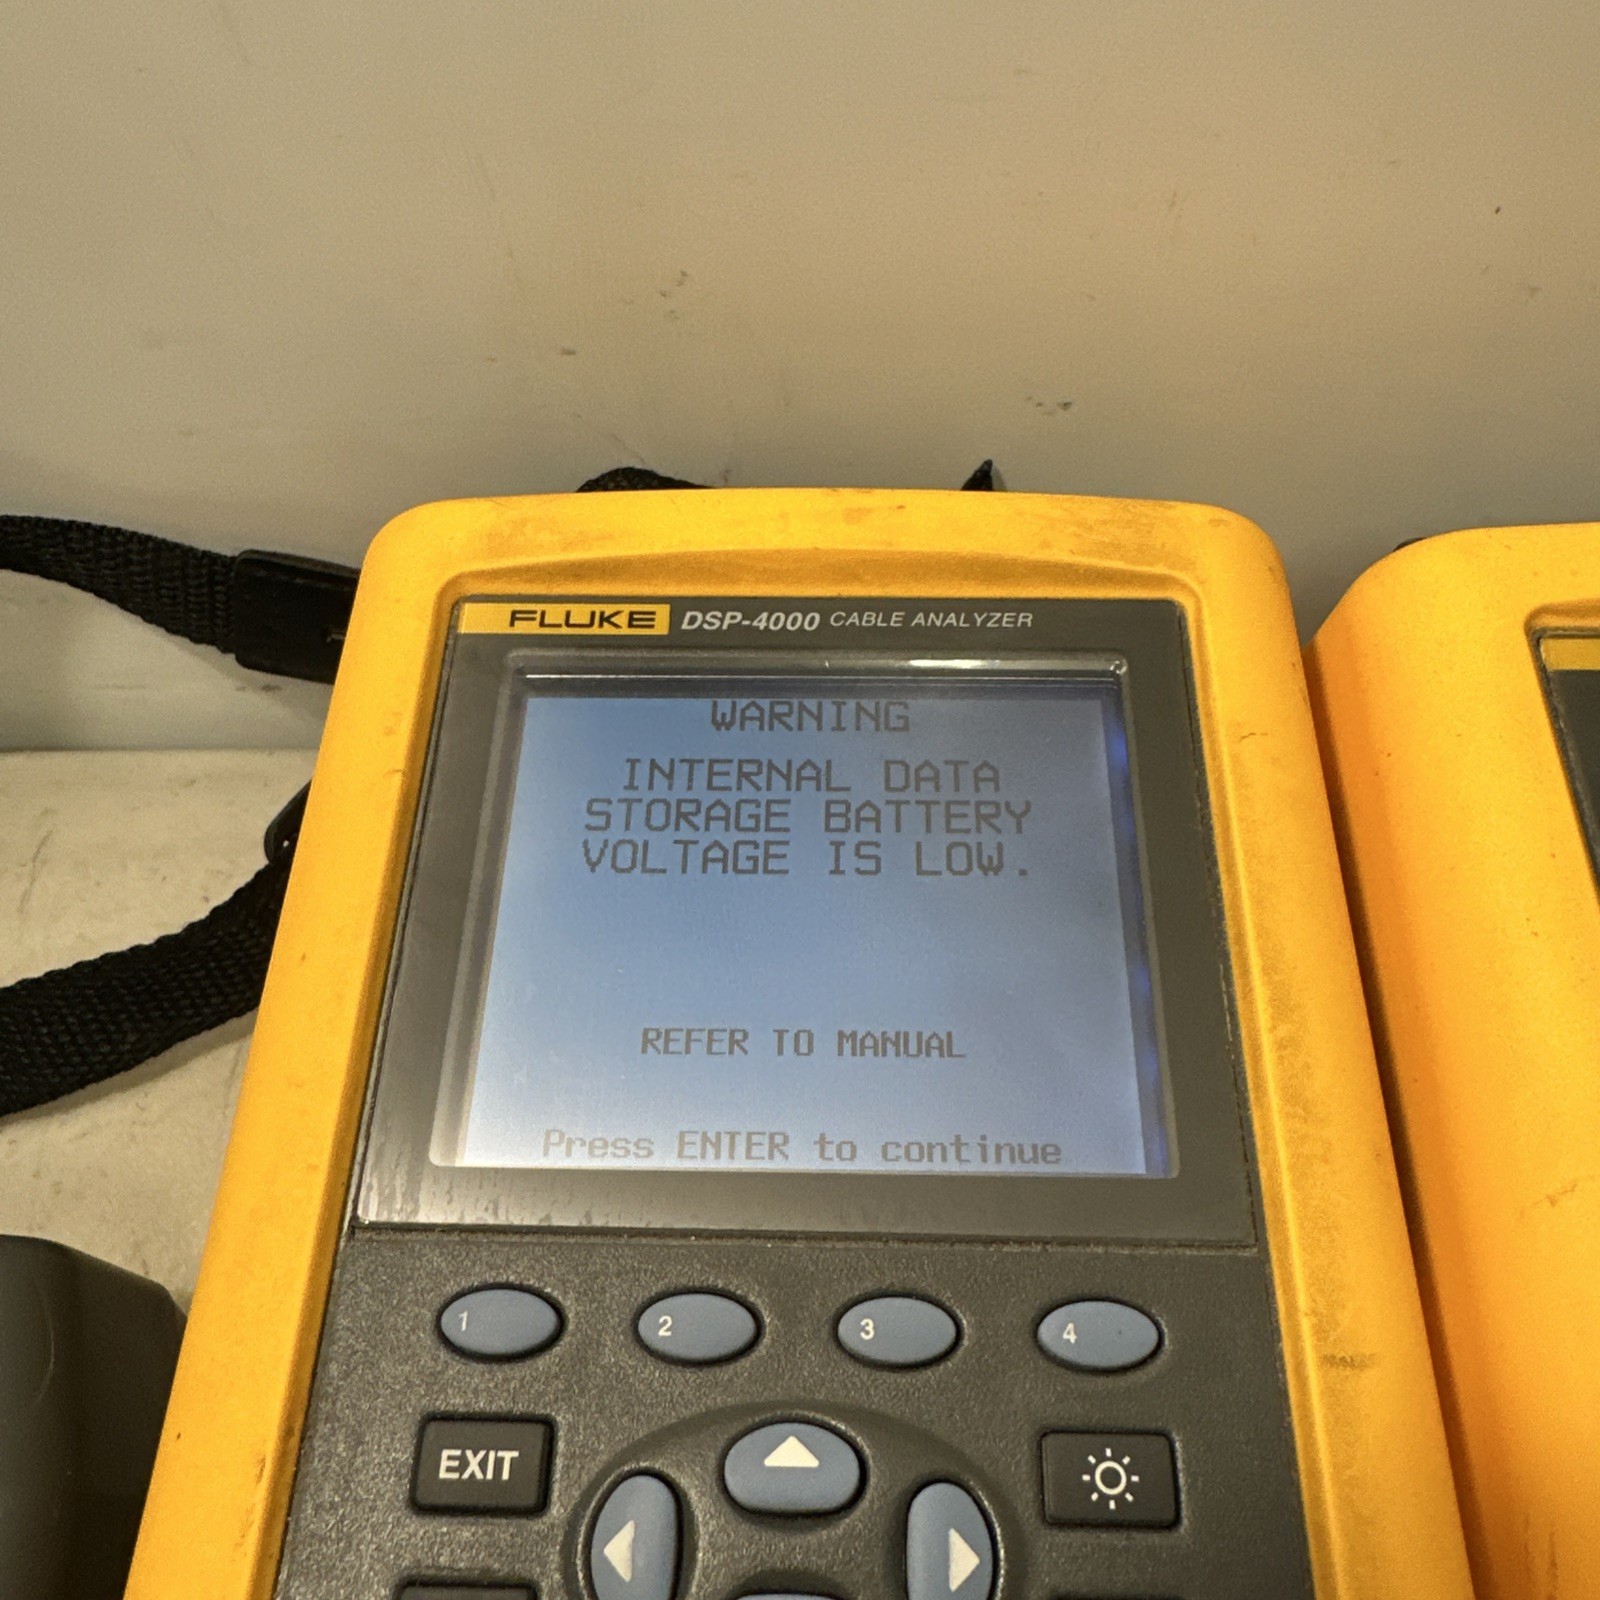 FLUKE DSP-4000 CABLE ANALYZER
WARNING
INTERNAL DATA
STORAGE BATTERY
VOLTAGE IS LOW.
REFER TO MANUAL
Press ENTER to continue
1 2 3 4
EXIT